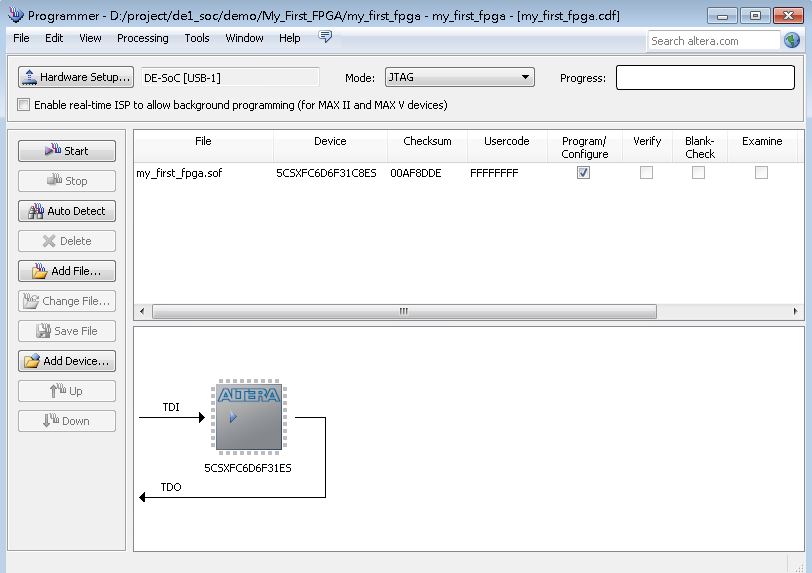 Programmer - D:/project/de1_soc/demo/My_First_FPGA/my_first_fpga - my_first_fpga - [my_first_fpga.cdf]
File Edit View Processing Tools Window Help Search altera.com
Hardware Setup... DE-SoC [USB-1] Mode: JTAG Progress:
Enable real-time ISP to allow background programming (for MAX II and MAX V devices)
Start
Stop
Auto Detect
Delete
Add File...
Change File...
Save File
Add Device...
Up
Down
File Device Checksum Usercode Program/ Verify Blank- Examine
Configure Check
my_first_fpga.sof 5CSXFC6D6F31C8ES 00AF8DDE FFFFFFFF
ALTERA
TDI
5CSXFC6D6F31ES
TDO